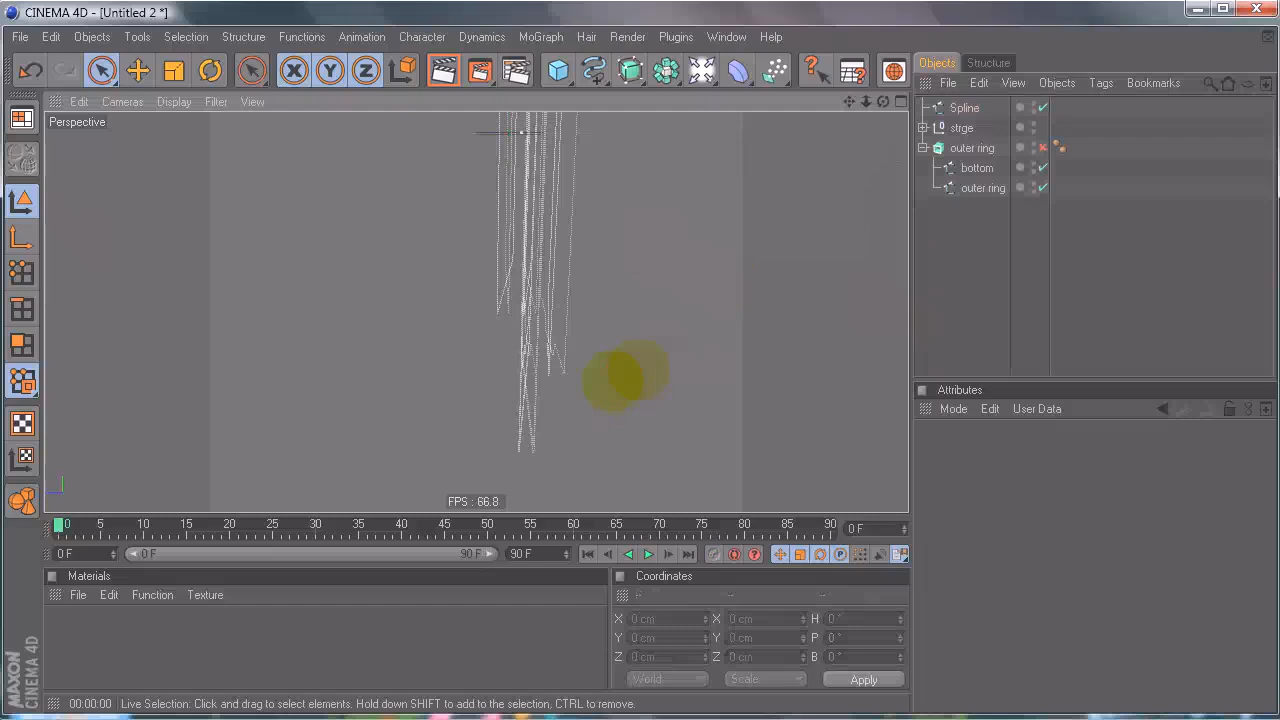 CINEMA 4D - [Untitled 2 *]
File Edit Objects Tools Selection Structure Functions Animation Character Dynamics MoGraph Hair Render Plugins Window Help
Objects Structure
File Edit View Objects Tags Bookmarks
Edit Cameras Display Filter View
Perspective
Spline
strge
outer ring
bottom
outer ring
Attributes
Mode Edit User Data
FPS : 66.8
0 5 10 15 20 25 30 35 40 45 50 55 60 65 70 75 80 85 90 0 F
0 F 0 F 90 F 90 F
Materials
File Edit Function Texture
Coordinates
X 0 cm X 0 cm H 0 °
Y 0 cm Y 0 cm P 0 °
Z 0 cm Z 0 cm B 0 °
World Scale Apply
MAXON CINEMA 4D
00:00:00 Live Selection: Click and drag to select elements. Hold down SHIFT to add to the selection, CTRL to remove.